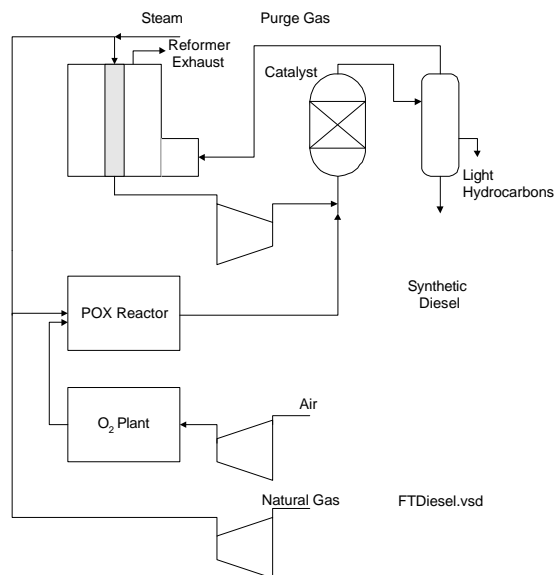 Steam
Purge Gas
Reformer
Exhaust
Catalyst
Light
Hydrocarbons
Synthetic
Diesel
POX Reactor
Air
O2 Plant
Natural Gas
FTDiesel.vsd